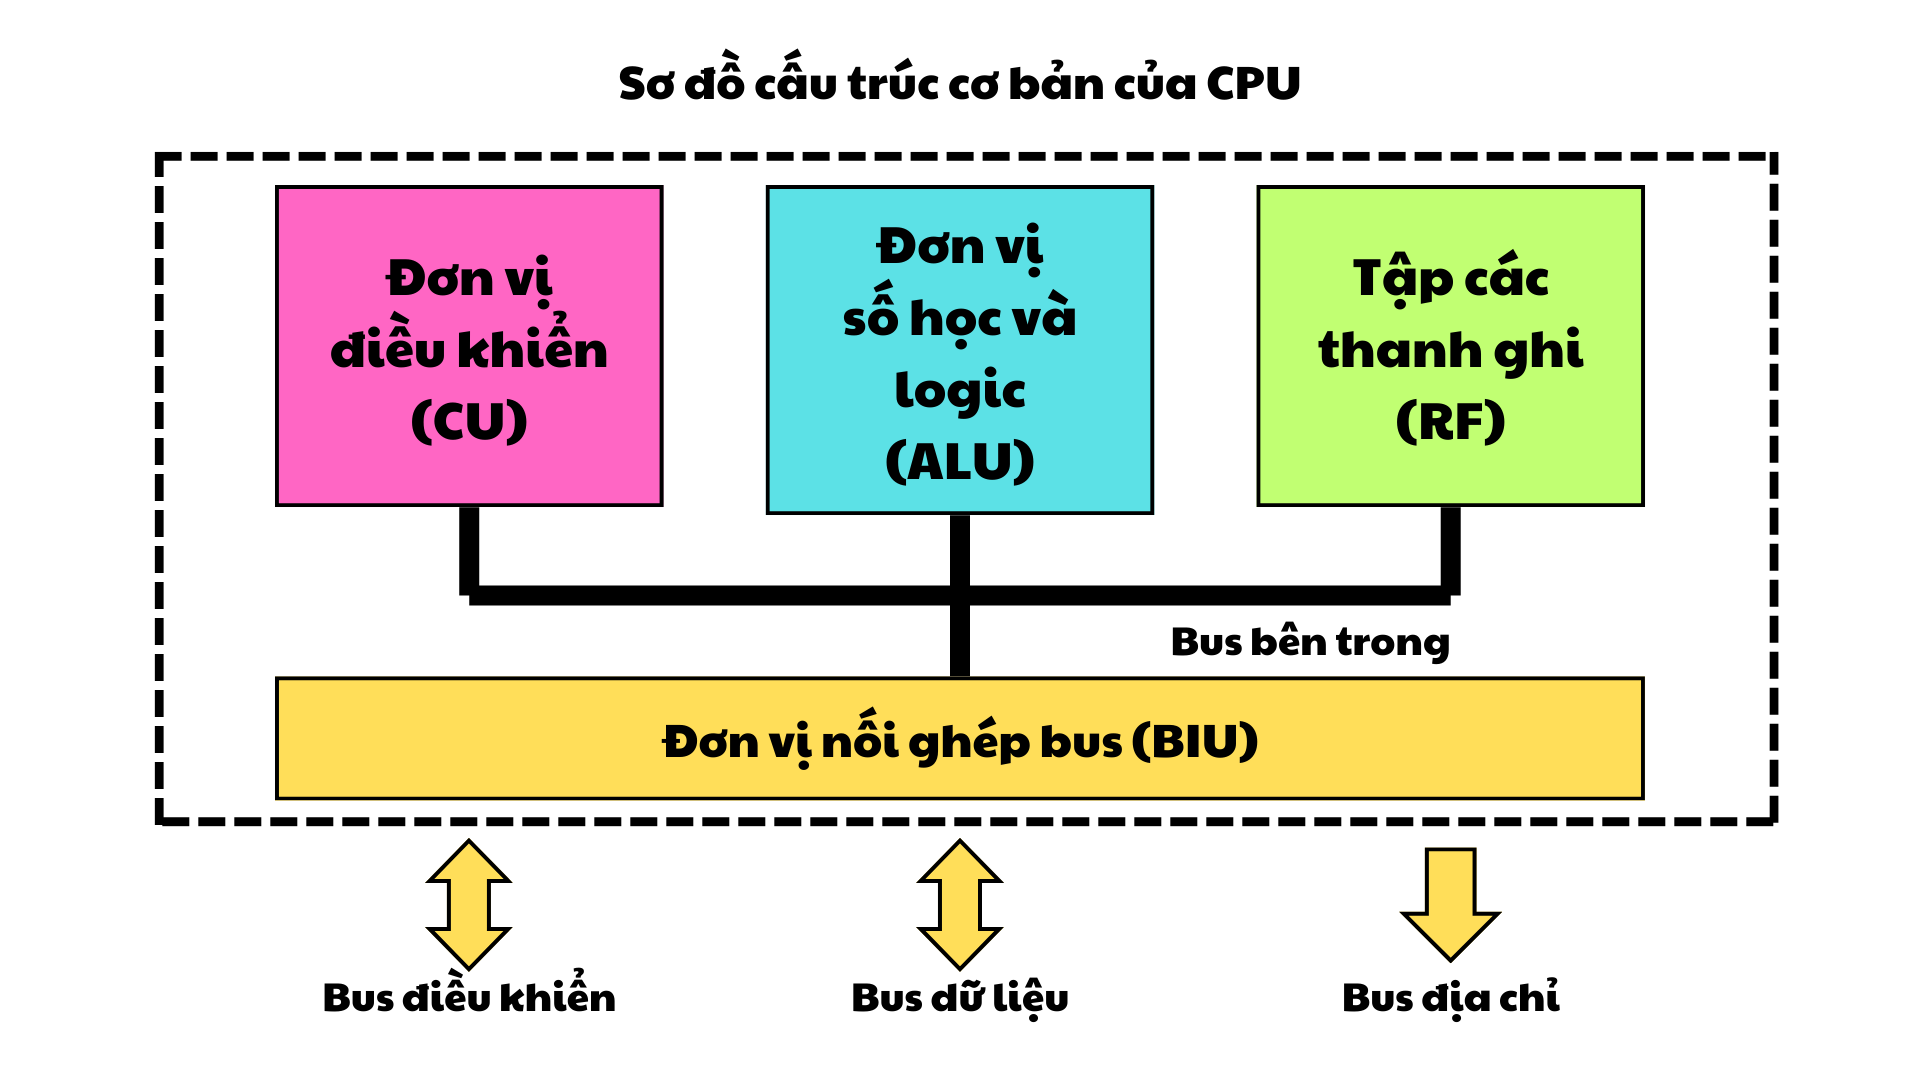 Sơ đồ cấu trúc cơ bản của CPU
Đơn vị
điều khiển
(CU)
Đơn vị
số học và
logic
(ALU)
Tập các
thanh ghi
(RF)
Bus bên trong
Đơn vị nối ghép bus (BIU)
Bus điều khiển
Bus dữ liệu
Bus địa chỉ